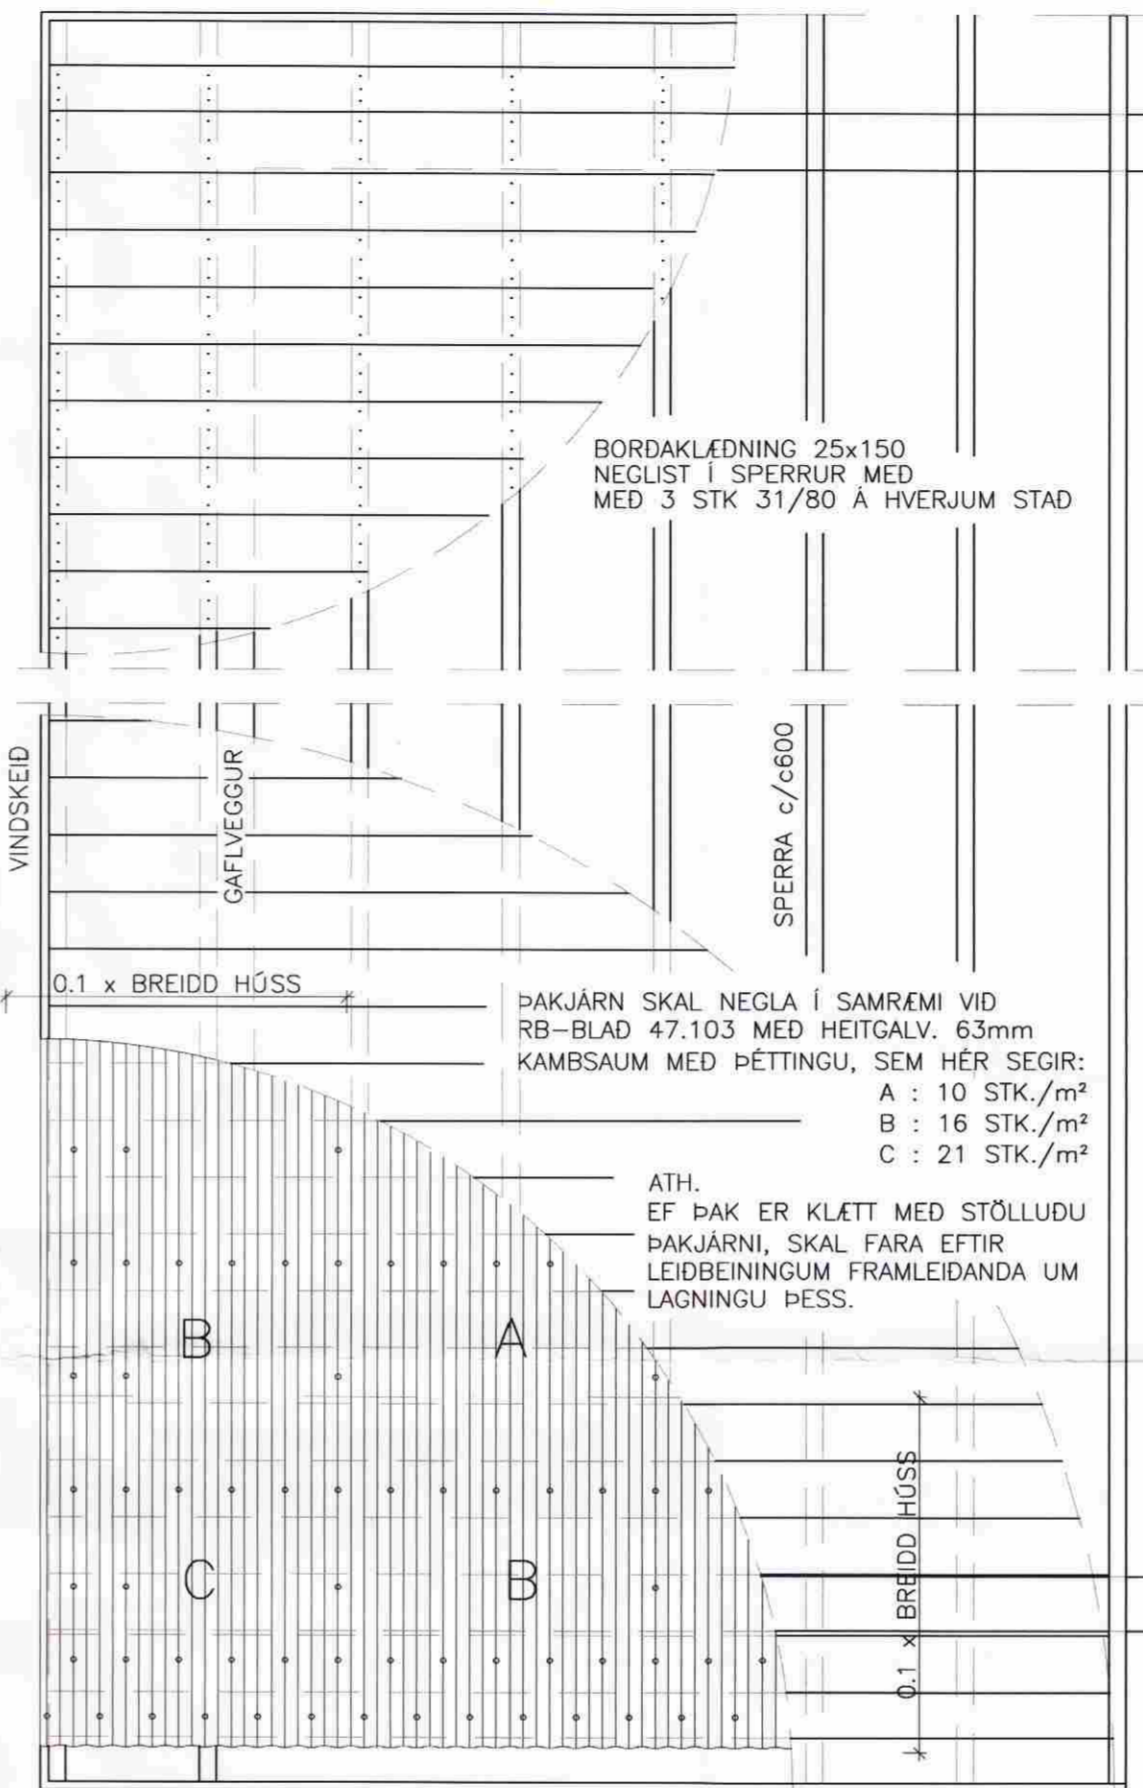 BORÐAKLÆÐNING 25x150
NEGLIST Í SPERRUR MEÐ
MEÐ 3 STK 31/80 Á HVERJUM STAÐ
VINDSKEIÐ
GAFLVEGGUR
SPERRA c/c600
0.1 x BREIDD HÚSS
ÞAKJÁRN SKAL NEGLA Í SAMRÆMI VIÐ
RB-BLAÐ 47.103 MEÐ HEITGALV. 63mm
KAMBSAUM MEÐ ÞÉTTINGU, SEM HÉR SEGIR:
A : 10 STK./m²
B : 16 STK./m²
C : 21 STK./m²
ATH.
EF ÞAK ER KLÆTT MEÐ STÖLLUÐU
ÞAKJÁRNI, SKAL FARA EFTIR
LEIÐBEININGUM FRAMLEIÐANDA UM
LAGNINGU ÞESS.
B
A
C
B
0.1 x BREIDD HÚSS